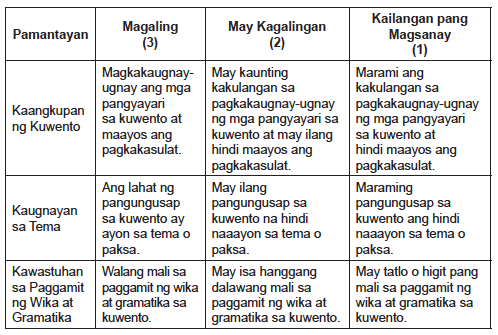 Pamantayan
Magaling
(3)
May Kagalingan
(2)
Kailangan pang
Magsanay
(1)
Kaangkupan
ng Kuwento
Magkakaugnay-
ugnay ang mga
pangyayari
sa kuwento at
maayos ang
pagkakasulat.
May kaunting
kakulangan sa
pagkakaugnay-ugnay
ng mga pangyayari sa
kuwento at may ilang
hindi maayos ang
pagkakasulat.
Marami ang
kakulangan sa
pagkakaugnay-ugnay
ng mga pangyayari
sa kuwento at
hindi maayos ang
pagkakasulat.
Kaugnayan
sa Tema
Ang lahat ng
pangungusap
sa kuwento ay
ayon sa tema o
paksa.
May ilang
pangungusap sa
kuwento na hindi
naaayon sa tema o
paksa.
Maraming
pangungusap sa
kuwento ang hindi
naaayon sa tema o
paksa.
Kawastuhan
sa Paggamit
ng Wika at
Gramatika
Walang mali sa
paggamit ng wika
at gramatika sa
kuwento.
May isa hanggang
dalawang mali sa
paggamit ng wika at
gramatika sa kuwento.
May tatlo o higit pang
mali sa paggamit ng
wika at gramatika sa
kuwento.